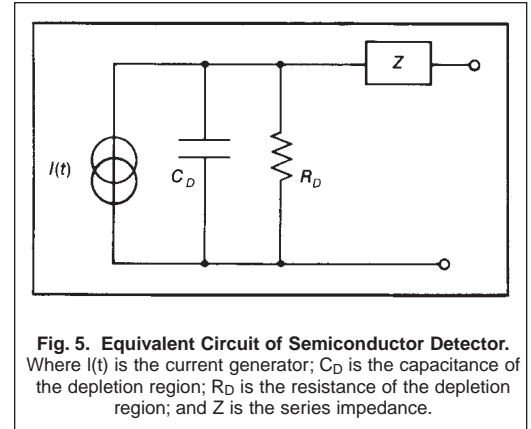 Z
I(t)
C_D
R_D
Fig. 5. Equivalent Circuit of Semiconductor Detector.
Where I(t) is the current generator; C_D is the capacitance of
the depletion region; R_D is the resistance of the depletion
region; and Z is the series impedance.